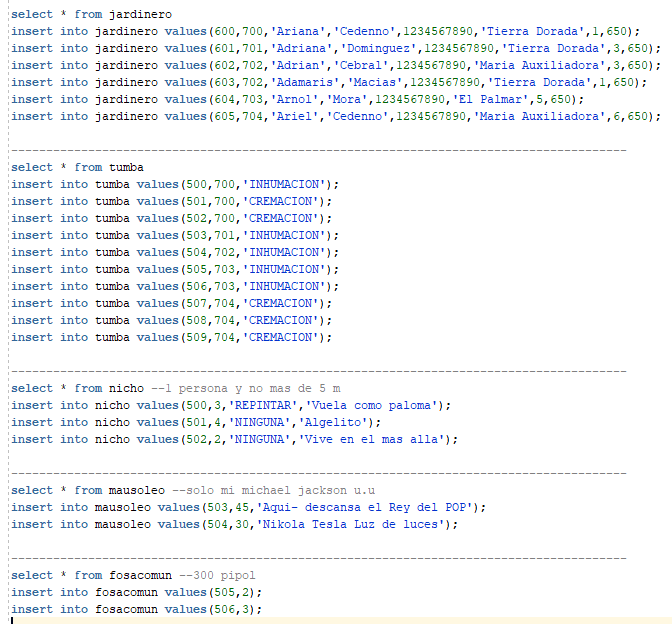 select * from jardinero
insert into jardinero values(600,700,'Ariana','Cedenno',1234567890,'Tierra Dorada',1,650);
insert into jardinero values(601,701,'Adriana','Dominguez',1234567890,'Tierra Dorada',3,650);
insert into jardinero values(602,702,'Adrian','Cebral',1234567890,'Maria Auxiliadora',3,650);
insert into jardinero values(603,702,'Adamaris','Macias',1234567890,'Tierra Dorada',1,650);
insert into jardinero values(604,703,'Arnol','Mora',1234567890,'El Palmar',5,650);
insert into jardinero values(605,704,'Ariel','Cedenno',1234567890,'Maria Auxiliadora',6,650);
----------------------------------------------------------------------------------------
select * from tumba
insert into tumba values(500,700,'INHUMACION');
insert into tumba values(501,700,'CREMACION');
insert into tumba values(502,700,'CREMACION');
insert into tumba values(503,701,'INHUMACION');
insert into tumba values(504,702,'INHUMACION');
insert into tumba values(505,703,'INHUMACION');
insert into tumba values(506,703,'INHUMACION');
insert into tumba values(507,704,'CREMACION');
insert into tumba values(508,704,'CREMACION');
insert into tumba values(509,704,'CREMACION');
----------------------------------------------------------------------------------------
select * from nicho --1 persona y no mas de 5 m
insert into nicho values(500,3,'REPINTAR','Vuela como paloma');
insert into nicho values(501,4,'NINGUNA','Algelito');
insert into nicho values(502,2,'NINGUNA','Vive en el mas alla');
----------------------------------------------------------------------------------------
select * from mausoleo --solo mi michael jackson u.u
insert into mausoleo values(503,45,'Aqui- descansa el Rey del POP');
insert into mausoleo values(504,30,'Nikola Tesla Luz de luces');
----------------------------------------------------------------------------------------
select * from fosacomun --300 pipol
insert into fosacomun values(505,2);
insert into fosacomun values(506,3);